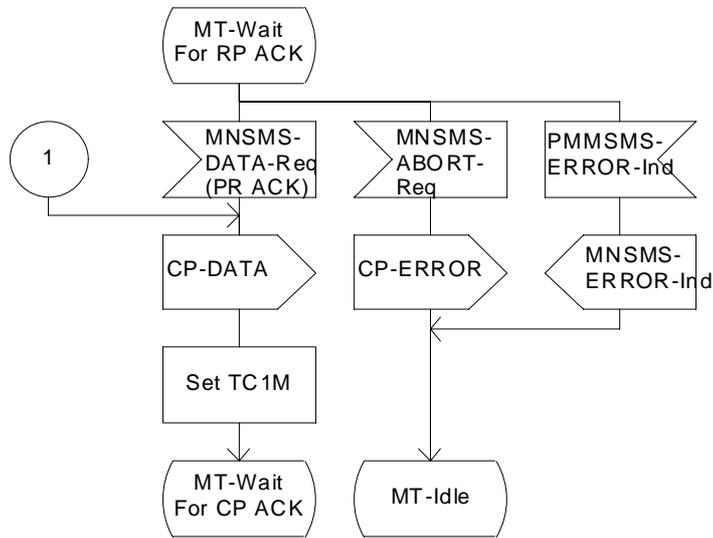 MT-Wait
For RP ACK
1
MNSMS-
DATA-Req
(PR ACK)
MNSMS-
ABORT-
Req
PMMSMS-
ERROR-Ind
CP-DATA
CP-ERROR
MNSMS-
ERROR-Ind
Set TC1M
MT-Wait
For CP ACK
MT-Idle